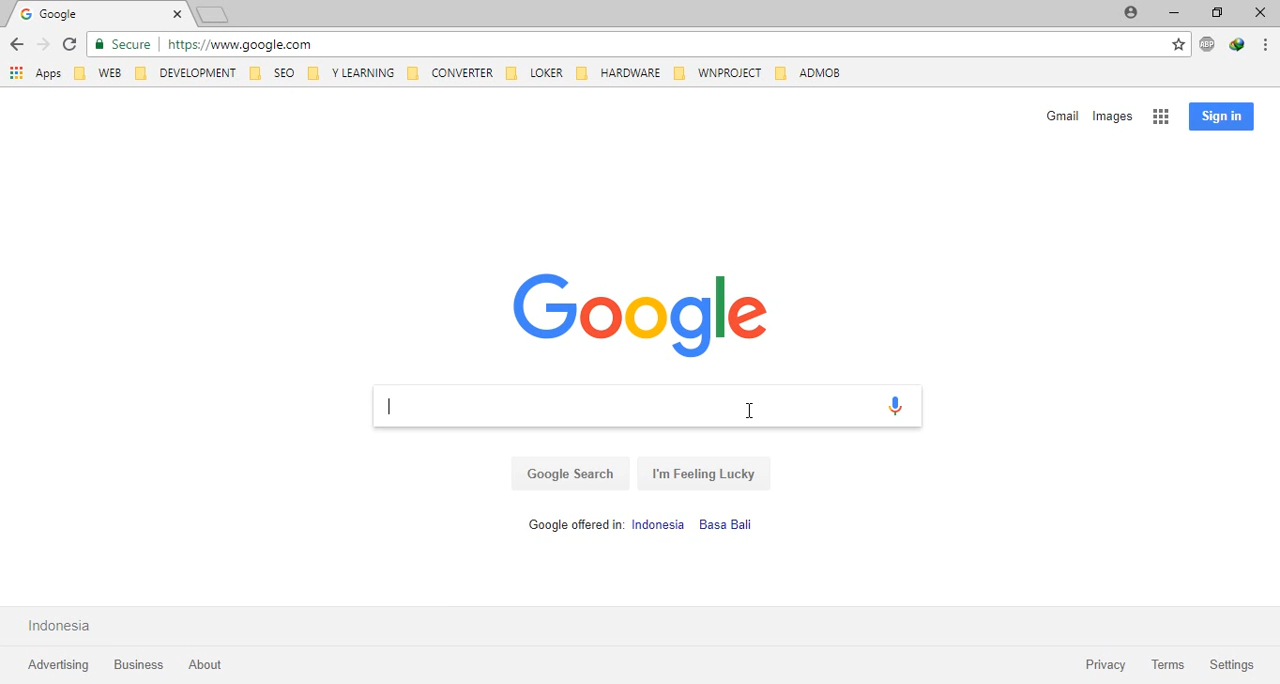 Google
Secure https://www.google.com
ABP
Apps WEB DEVELOPMENT SEO Y LEARNING CONVERTER LOKER HARDWARE WNPROJECT ADMOB
Gmail Images Sign in
Google
Google Search I'm Feeling Lucky
Google offered in: Indonesia Basa Bali
Indonesia
Advertising Business About Privacy Terms Settings